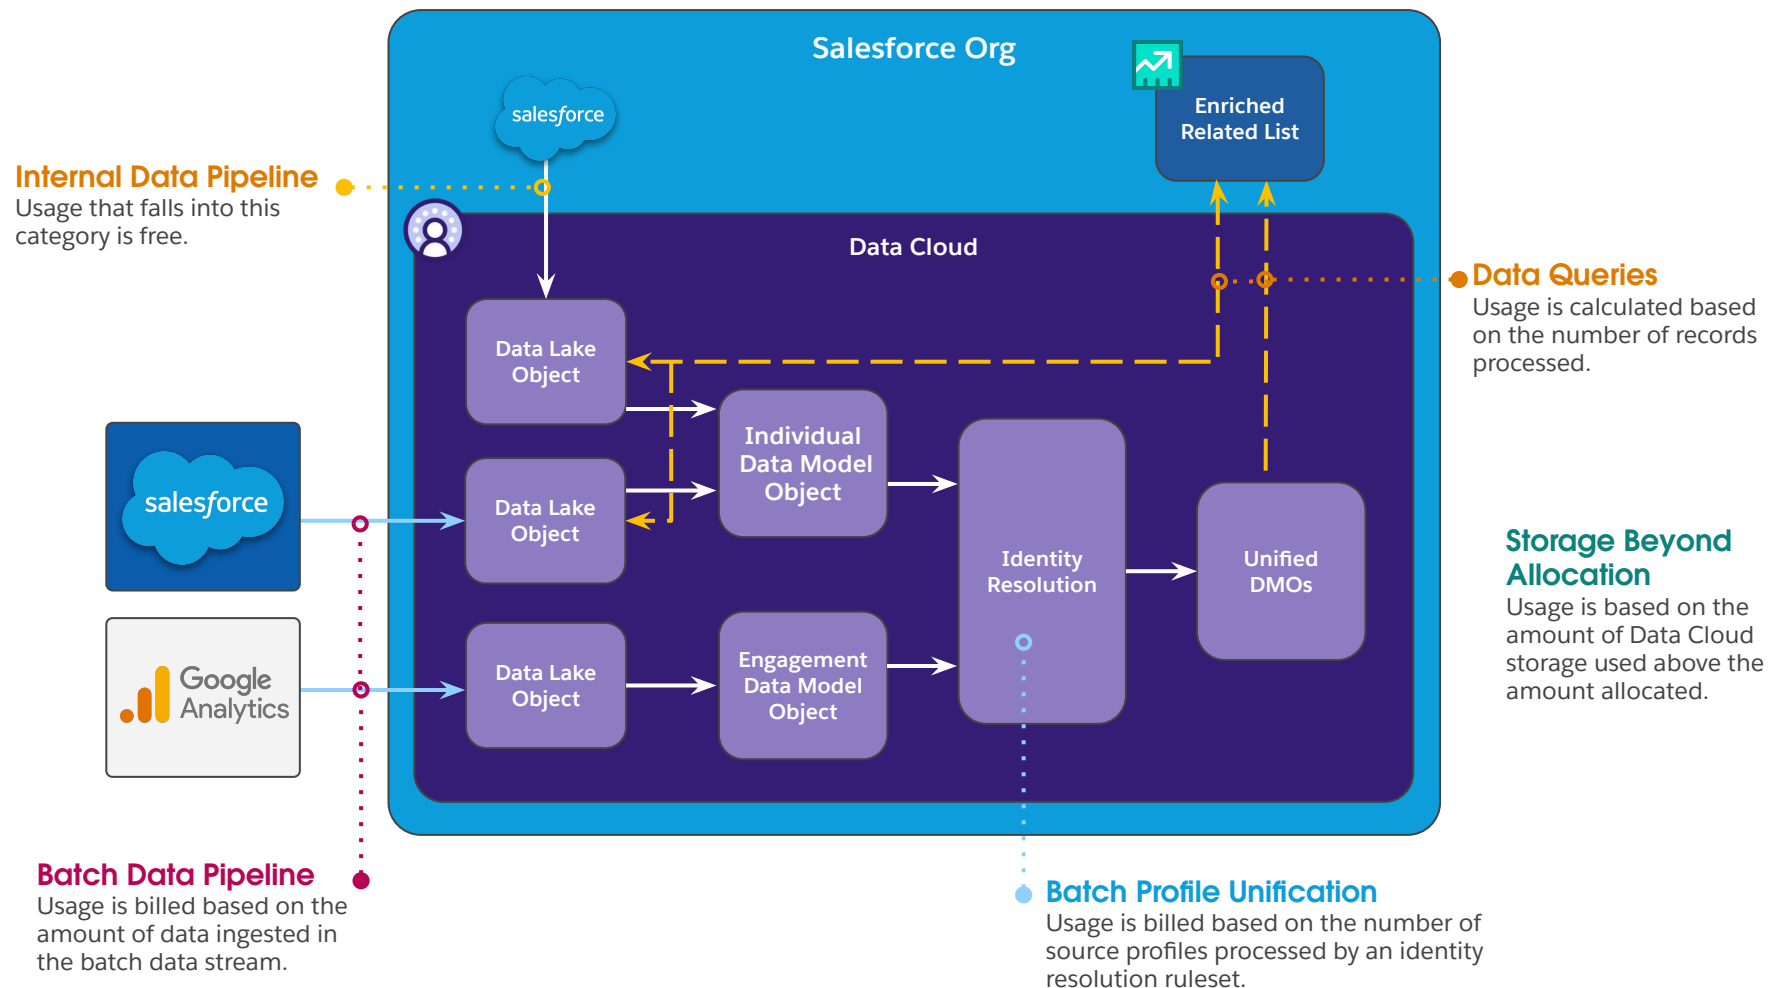 Salesforce Org
salesforce
Enriched
Related List
Internal Data Pipeline
Usage that falls into this
category is free.
Data Cloud
Data Queries
Usage is calculated based
on the number of records
processed.
Data Lake
Object
Individual
Data Model
Object
salesforce
Data Lake
Object
Identity
Resolution
Unified
DMOs
Storage Beyond
Allocation
Usage is based on the
amount of Data Cloud
storage used above the
amount allocated.
Google
Analytics
Data Lake
Object
Engagement
Data Model
Object
Batch Data Pipeline
Usage is billed based on the
amount of data ingested in
the batch data stream.
Batch Profile Unification
Usage is billed based on the number of
source profiles processed by an identity
resolution ruleset.